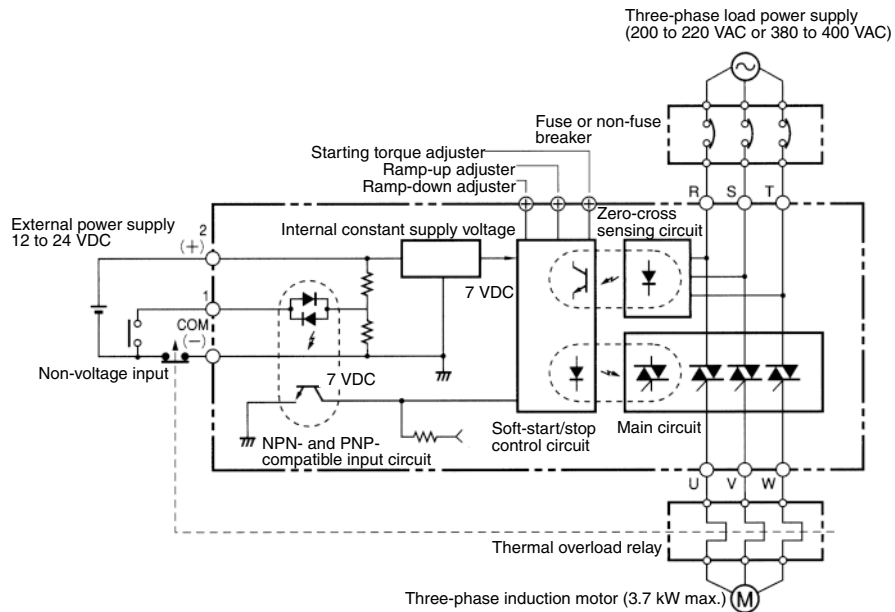 Three-phase load power supply
(200 to 220 VAC or 380 to 400 VAC)
Fuse or non-fuse
breaker
Starting torque adjuster
Ramp-up adjuster
Ramp-down adjuster
R
S
T
External power supply
12 to 24 VDC
2
(+)
Internal constant supply voltage
Zero-cross
sensing circuit
7 VDC
1
COM
(−)
Non-voltage input
7 VDC
NPN- and PNP-
compatible input circuit
Soft-start/stop
control circuit
Main circuit
U
V
W
Thermal overload relay
Three-phase induction motor (3.7 kW max.)
M